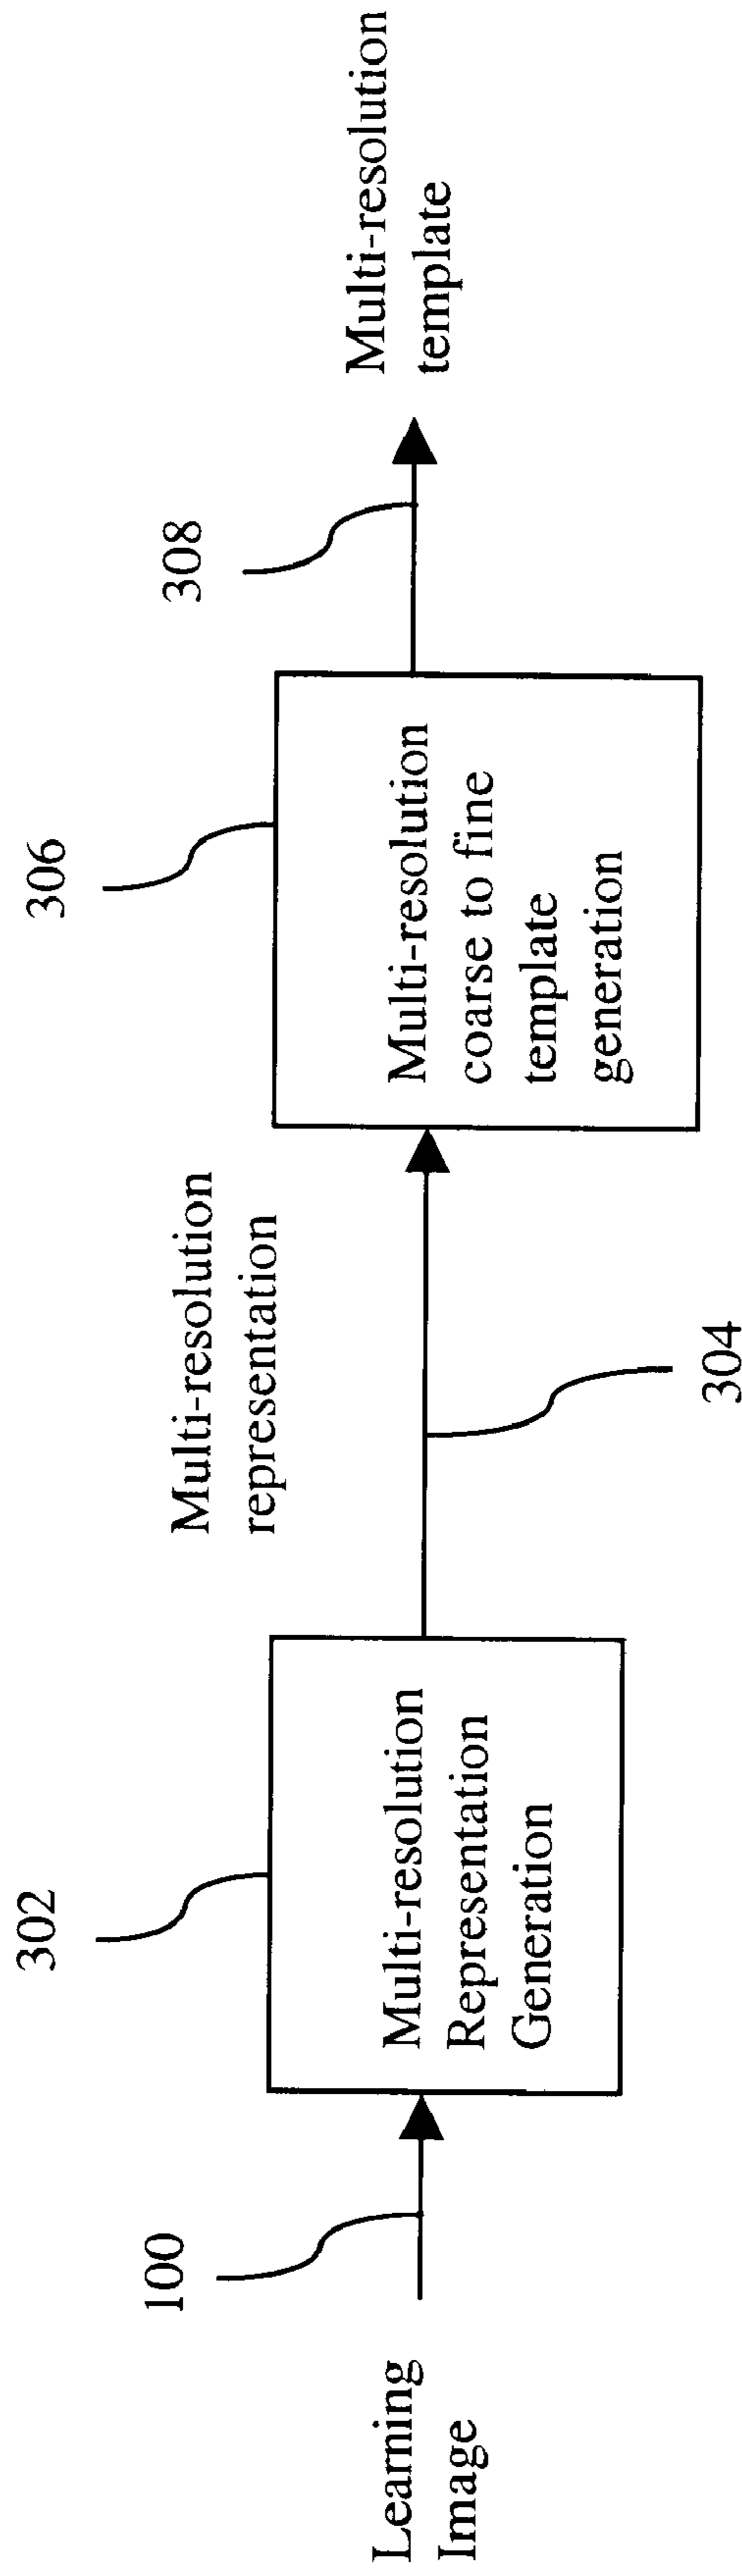 Learning
Image
100
302
Multi-resolution
Representation
Generation
Multi-resolution
representation
304
306
Multi-resolution
coarse to fine
template
generation
308
Multi-resolution
template